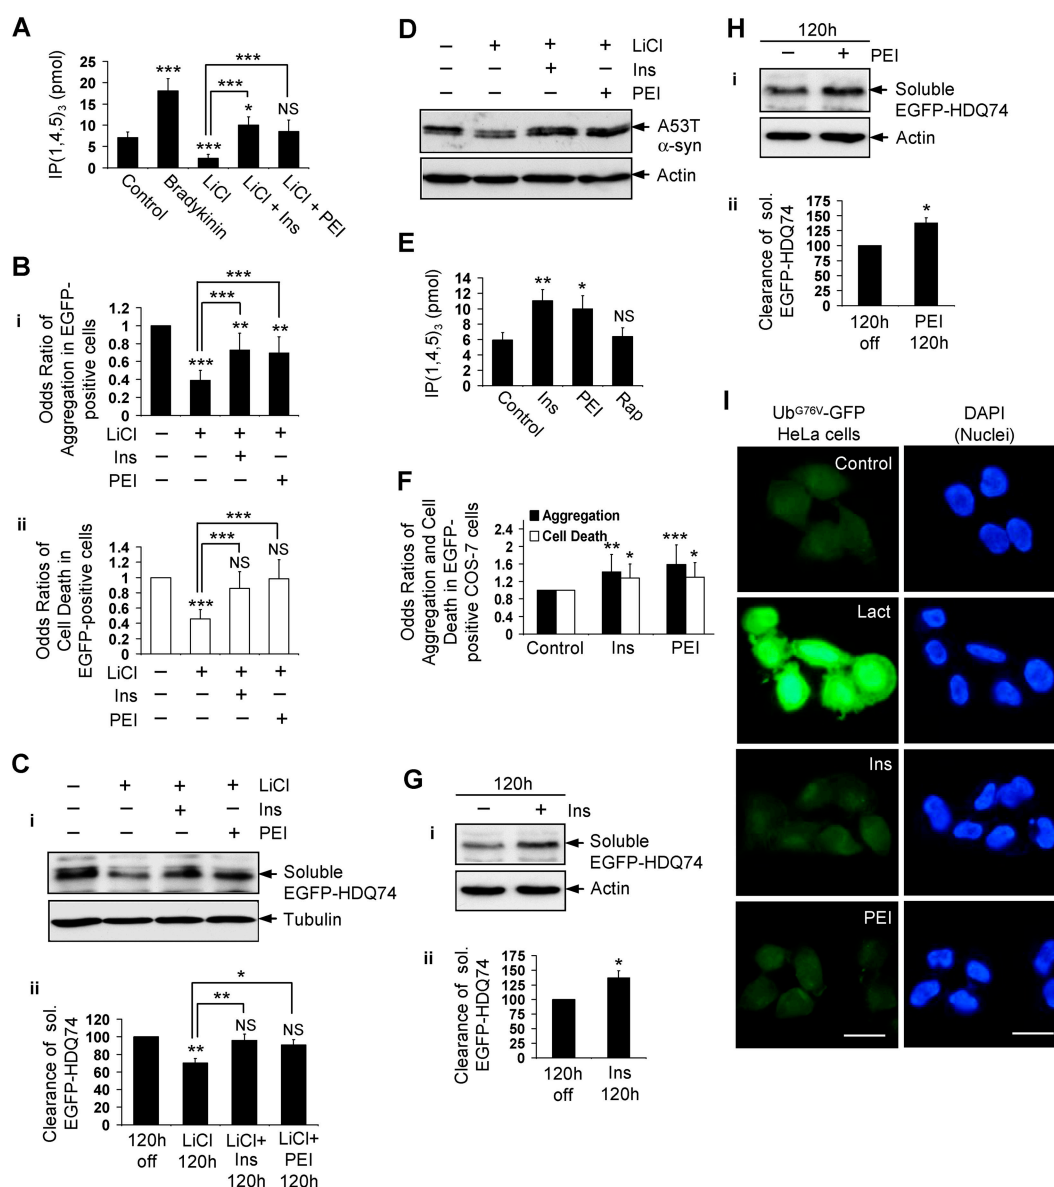 A
IP(1,4,5)3 (pmol)
25
20
15
10
5
0
***
***
*
NS
***
***
Control
Bradykinin
LiCl
LiCl + Ins
LiCl + PEI
B
i
Odds Ratio of
Aggregation in EGFP-
positive cells
1.2
1
0.8
0.6
0.4
0.2
0
***
***
***
**
**
LiCl – + + +
Ins – – + –
PEI – – – +
ii
Odds Ratios of
Cell Death in
EGFP-positive cells
1.4
1.2
1
0.8
0.6
0.4
0.2
0
***
***
***
NS
NS
LiCl – + + +
Ins – – + –
PEI – – – +
C
i
– + + + LiCl
– – + – Ins
– – – + PEI
Soluble
EGFP-HDQ74
Tubulin
ii
Clearance of sol.
EGFP-HDQ74
120
100
80
60
40
20
0
*
**
**
NS
NS
120h
off
LiCl
120h
LiCl+
Ins
120h
LiCl+
PEI
120h
D
– + + + LiCl
– – + – Ins
– – – + PEI
A53T
α-syn
Actin
E
IP(1,4,5)3 (pmol)
14
12
10
8
6
4
2
0
**
*
NS
Control
Ins
PEI
Rap
F
Odds Ratios of
Aggregation and Cell
Death in EGFP-
positive COS-7 cells
Aggregation
Cell Death
2.4
2
1.6
1.2
0.8
0.4
0
**
*
***
*
Control
Ins
PEI
G
120h
– + Ins
i
Soluble
EGFP-HDQ74
Actin
ii
Clearance of sol.
EGFP-HDQ74
175
150
125
100
75
50
25
0
*
120h
off
Ins
120h
H
120h
– + PEI
i
Soluble
EGFP-HDQ74
Actin
ii
Clearance of sol.
EGFP-HDQ74
175
150
125
100
75
50
25
0
*
120h
off
PEI
120h
I
UbG76V-GFP
HeLa cells
DAPI
(Nuclei)
Control
Lact
Ins
PEI